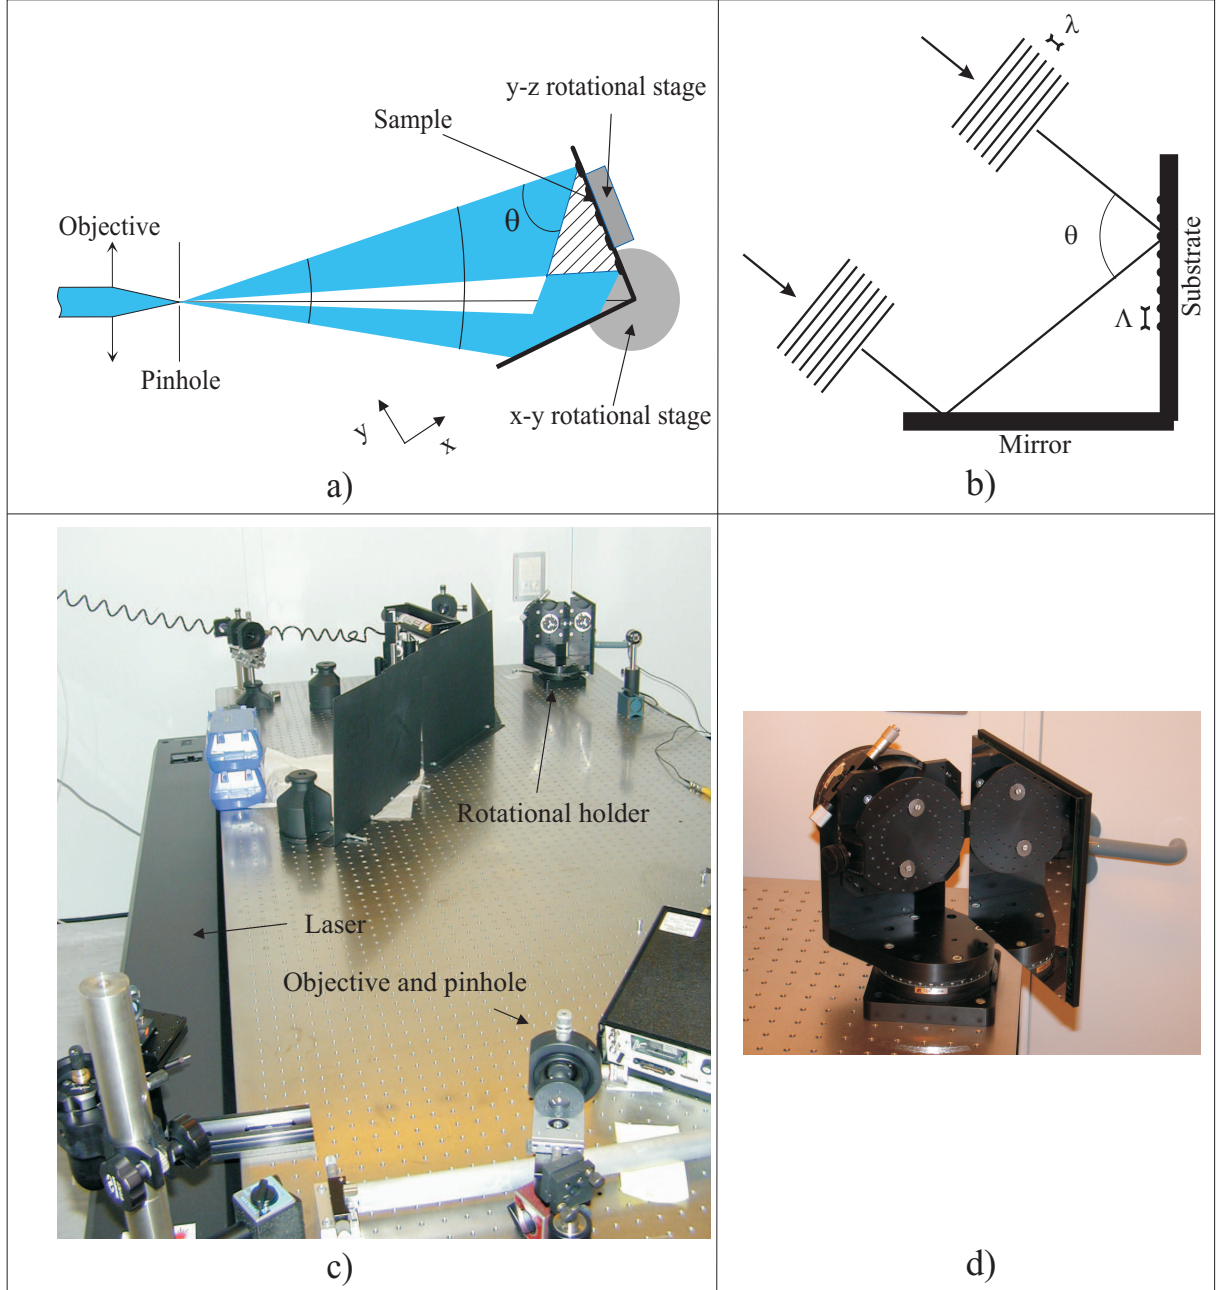 y-z rotational stage
Sample
θ
Objective
Pinhole
x-y rotational stage
y
x
a)
λ
θ
Λ
Substrate
Mirror
b)
Rotational holder
Laser
Objective and pinhole
c)
d)